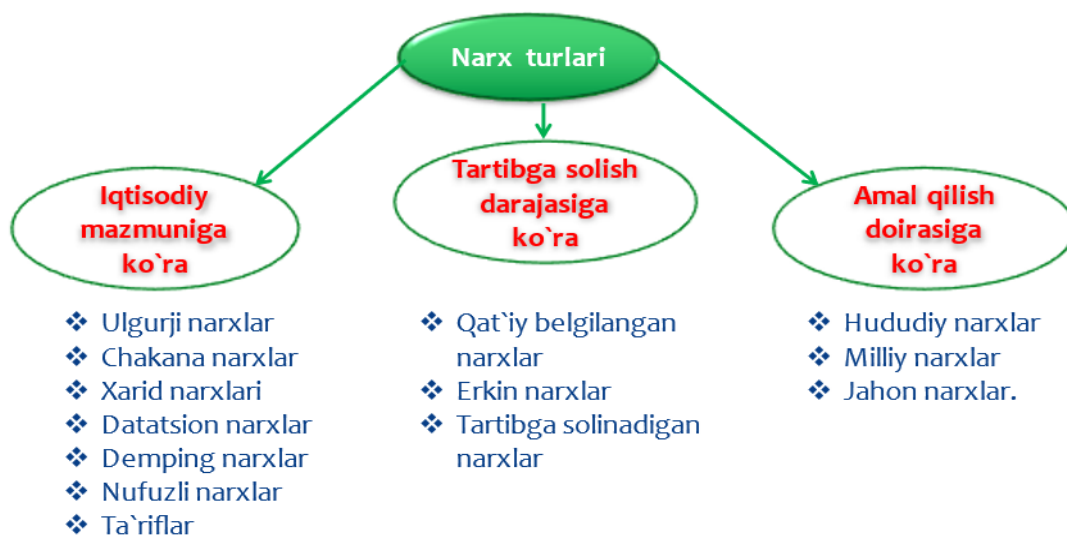 Narx turlari
Iqtisodiy
mazmuniga
ko`ra
❖ Ulgurji narxlar
❖ Chakana narxlar
❖ Xarid narxlari
❖ Datatsion narxlar
❖ Demping narxlar
❖ Nufuzli narxlar
❖ Ta`riflar
Tartibga solish
darajasiga
ko`ra
❖ Qat`iy belgilangan
narxlar
❖ Erkin narxlar
❖ Tartibga solinadigan
narxlar
Amal qilish
doirasiga
ko`ra
❖ Hududiy narxlar
❖ Milliy narxlar
❖ Jahon narxlar.